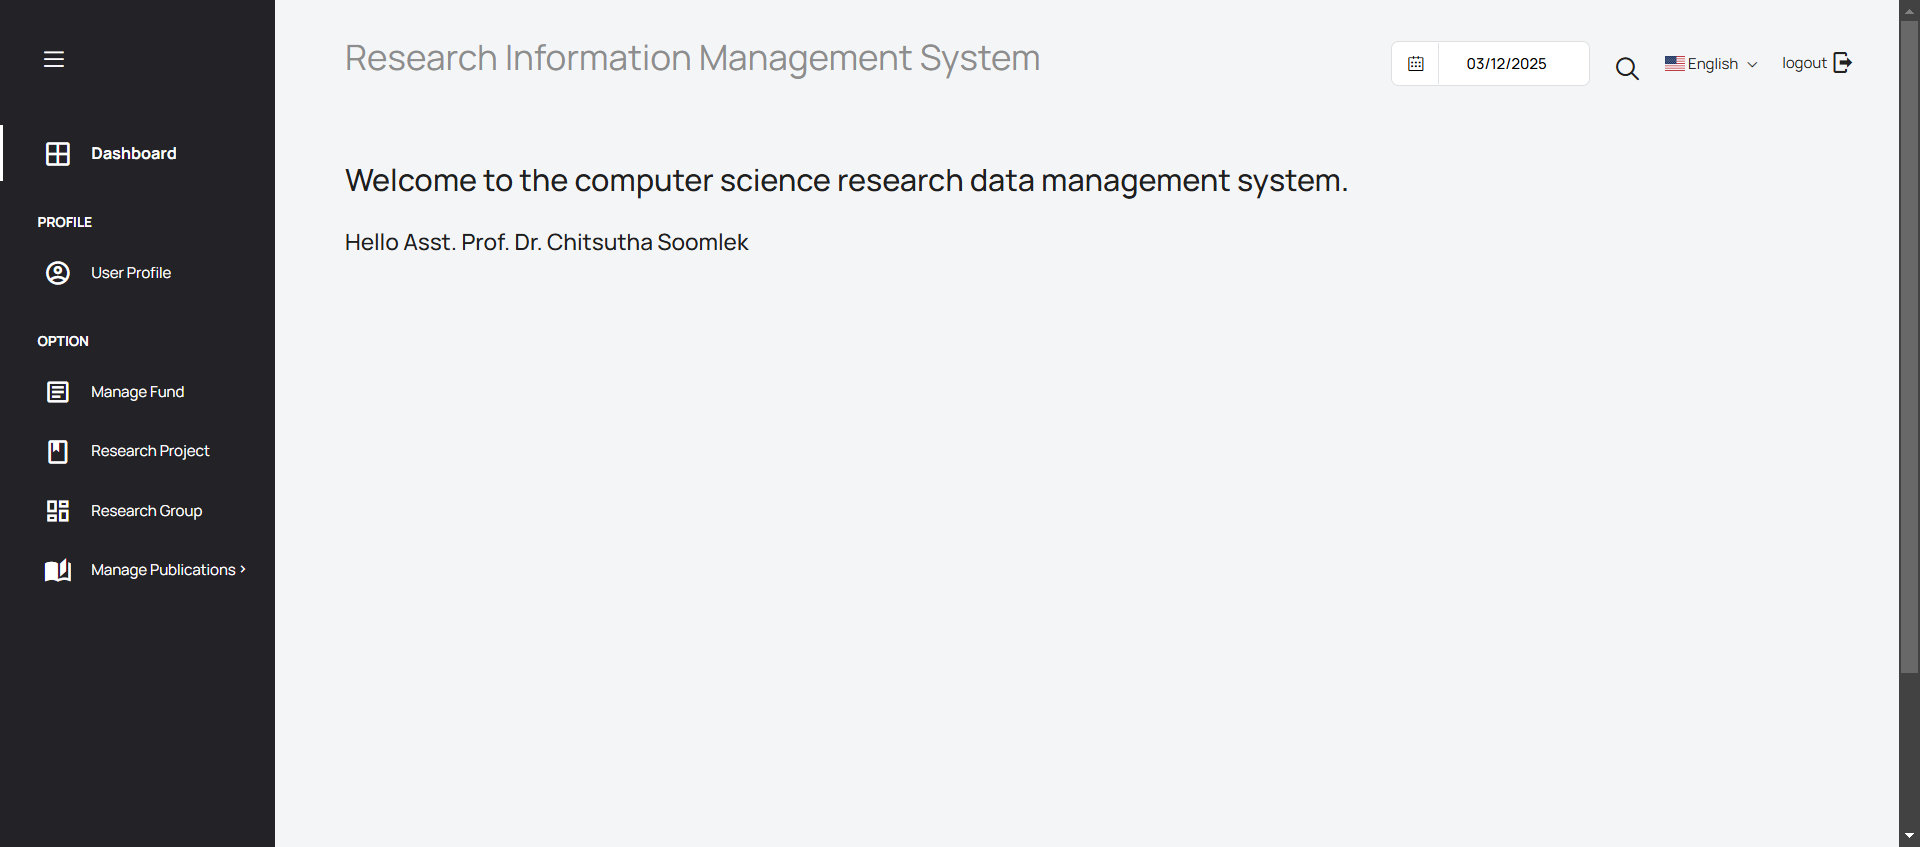 Research Information Management System
03/12/2025
English
logout
Dashboard
PROFILE
User Profile
OPTION
Manage Fund
Research Project
Research Group
Manage Publications
Welcome to the computer science research data management system.
Hello Asst. Prof. Dr. Chitsutha Soomlek